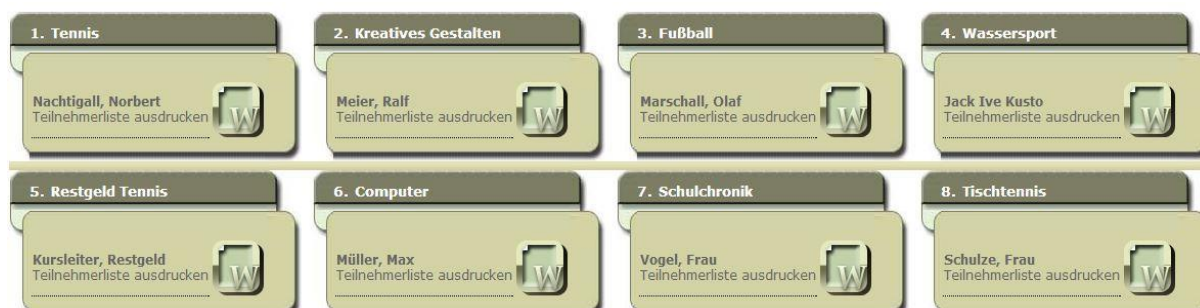 1. Tennis
Nachtigall, Norbert
Teilnehmerliste ausdrucken
W
2. Kreatives Gestalten
Meier, Ralf
Teilnehmerliste ausdrucken
W
3. Fußball
Marschall, Olaf
Teilnehmerliste ausdrucken
W
4. Wassersport
Jack Ive Kusto
Teilnehmerliste ausdrucken
W
5. Restgeld Tennis
Kursleiter, Restgeld
Teilnehmerliste ausdrucken
W
6. Computer
Müller, Max
Teilnehmerliste ausdrucken
W
7. Schulchronik
Vogel, Frau
Teilnehmerliste ausdrucken
W
8. Tischtennis
Schulze, Frau
Teilnehmerliste ausdrucken
W